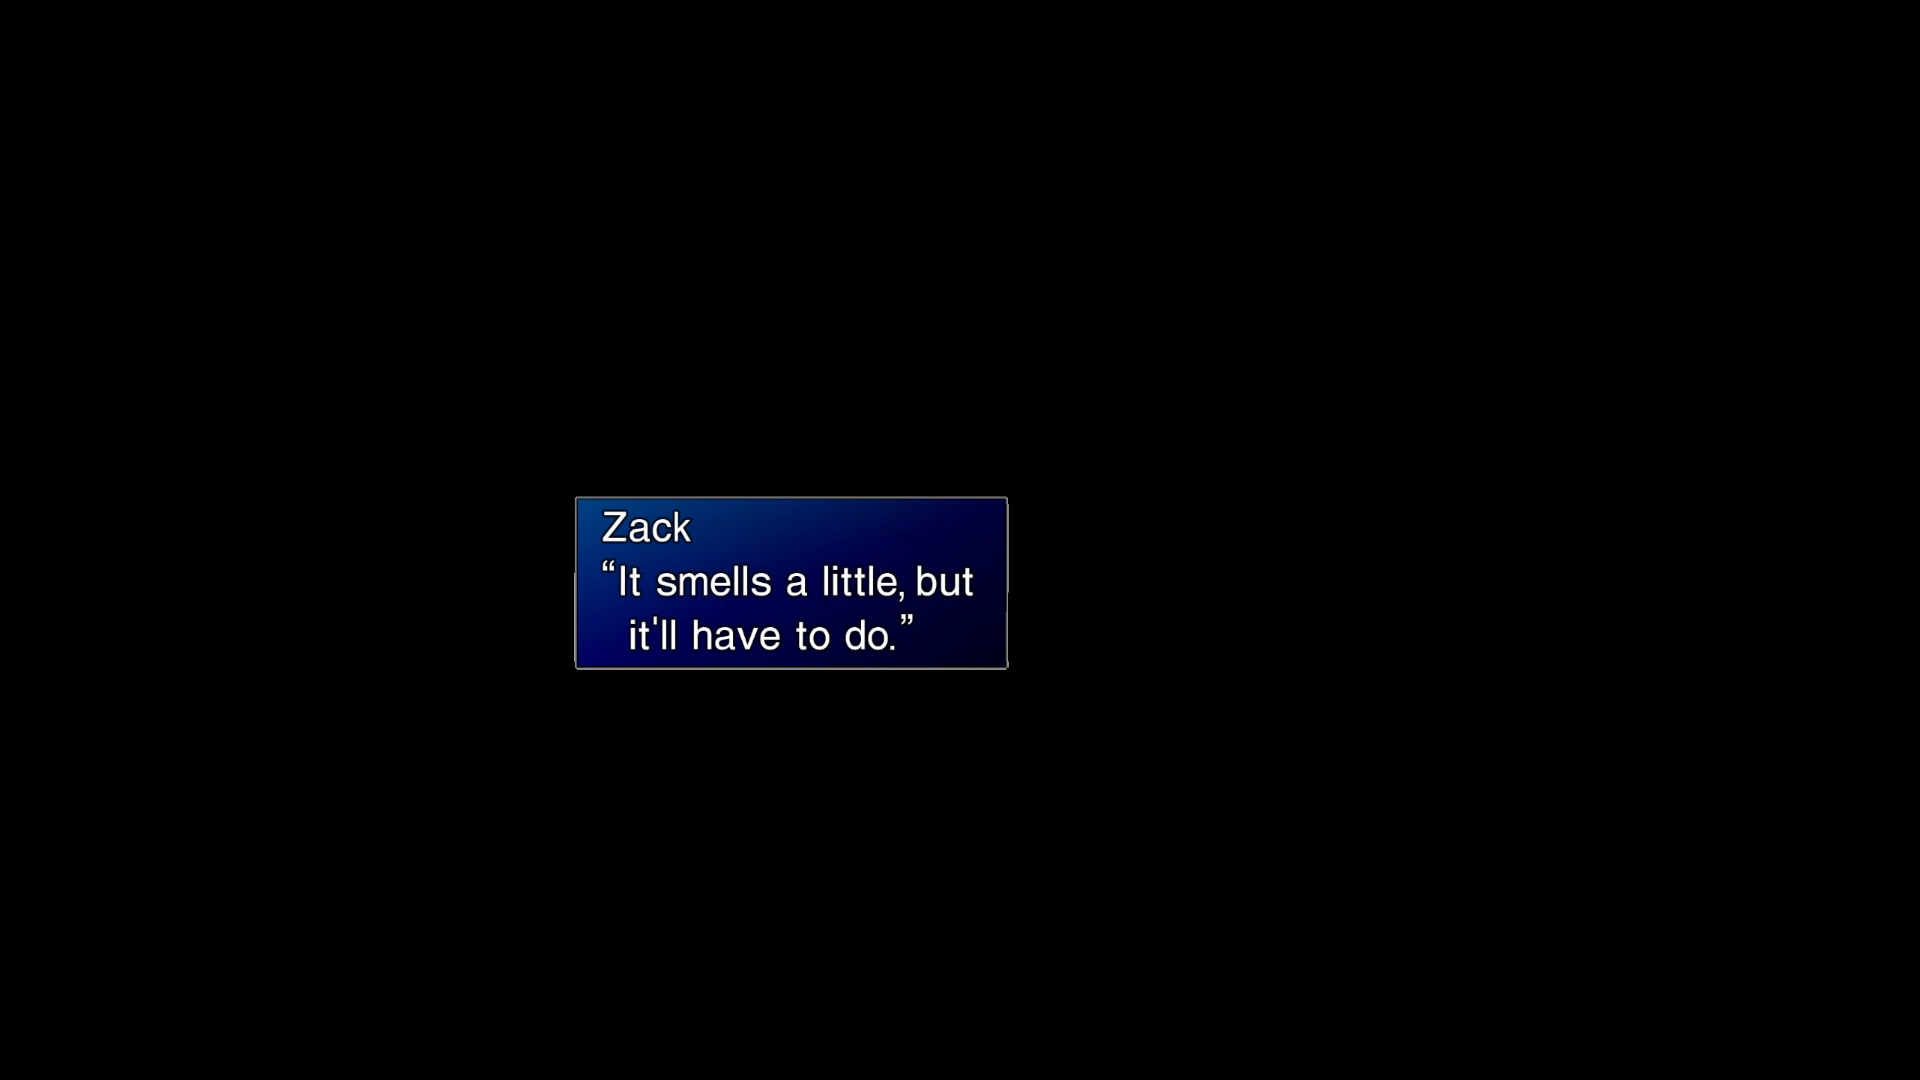 Zack
“It smells a little, but
it'll have to do.”